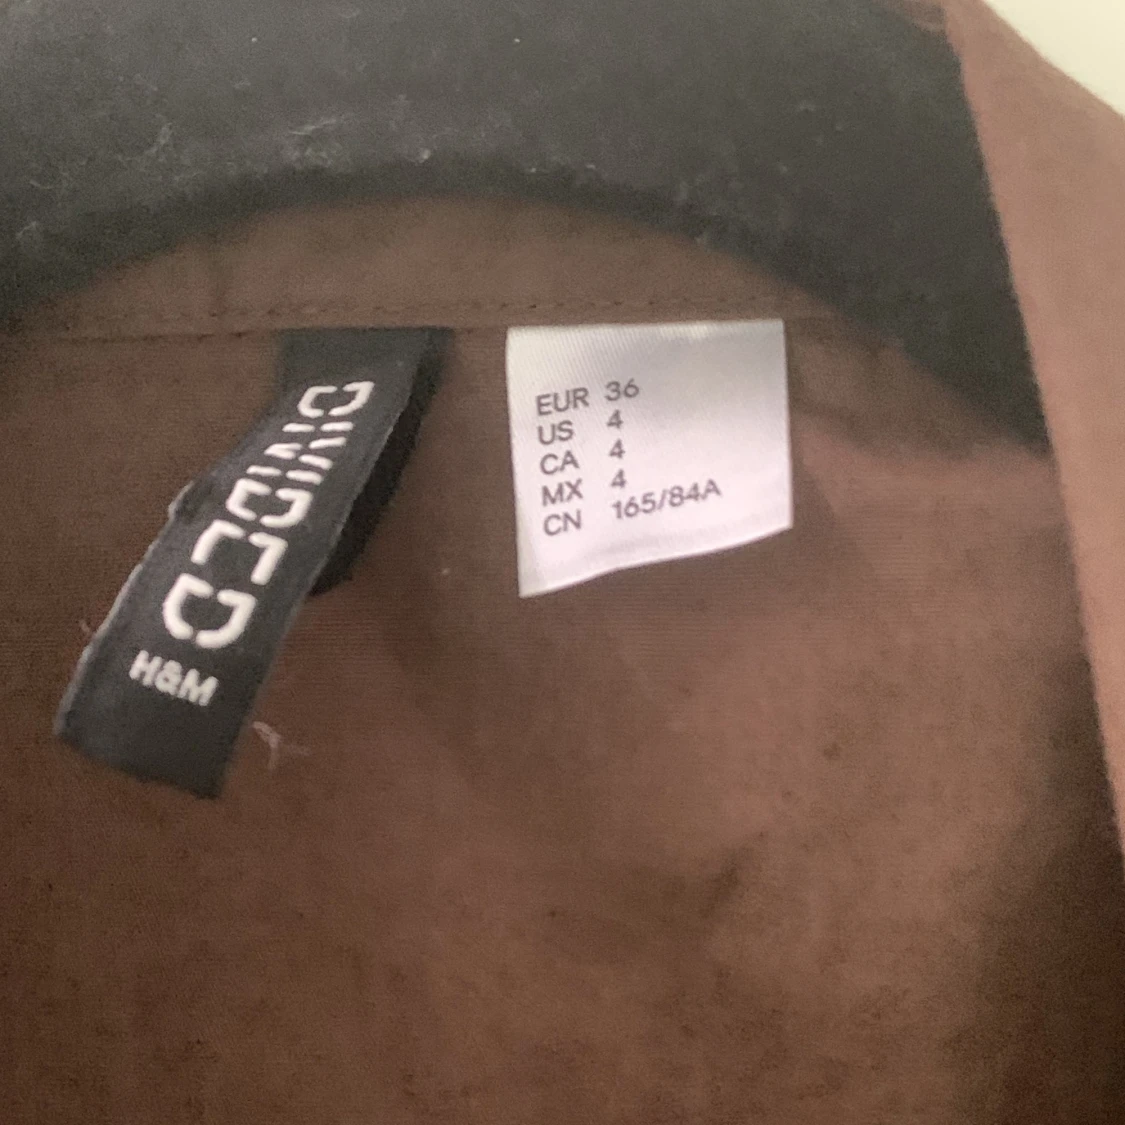 DIVIDED
H&M
EUR 36
US 4
CA 4
MX 4
CN 165/84A